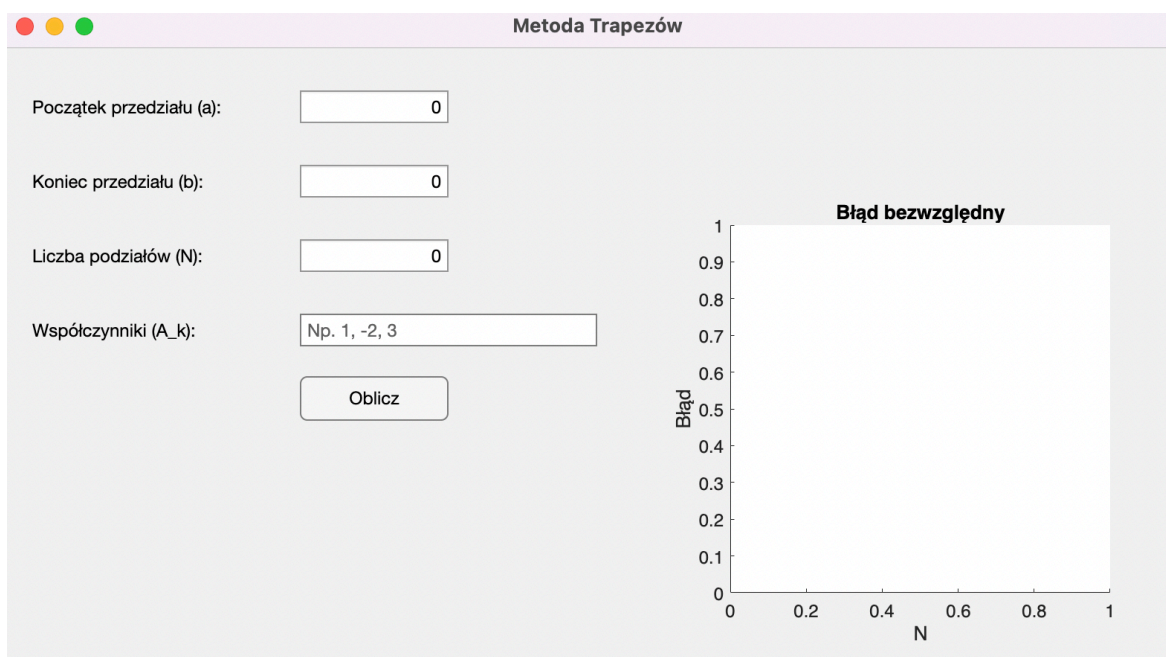 Metoda Trapezów
Początek przedziału (a):
0
Koniec przedziału (b):
0
Liczba podziałów (N):
0
Współczynniki (A_k):
Np. 1, -2, 3
Oblicz
Błąd bezwzględny
Błąd
1
0.9
0.8
0.7
0.6
0.5
0.4
0.3
0.2
0.1
0
0 0.2 0.4 0.6 0.8 1
N